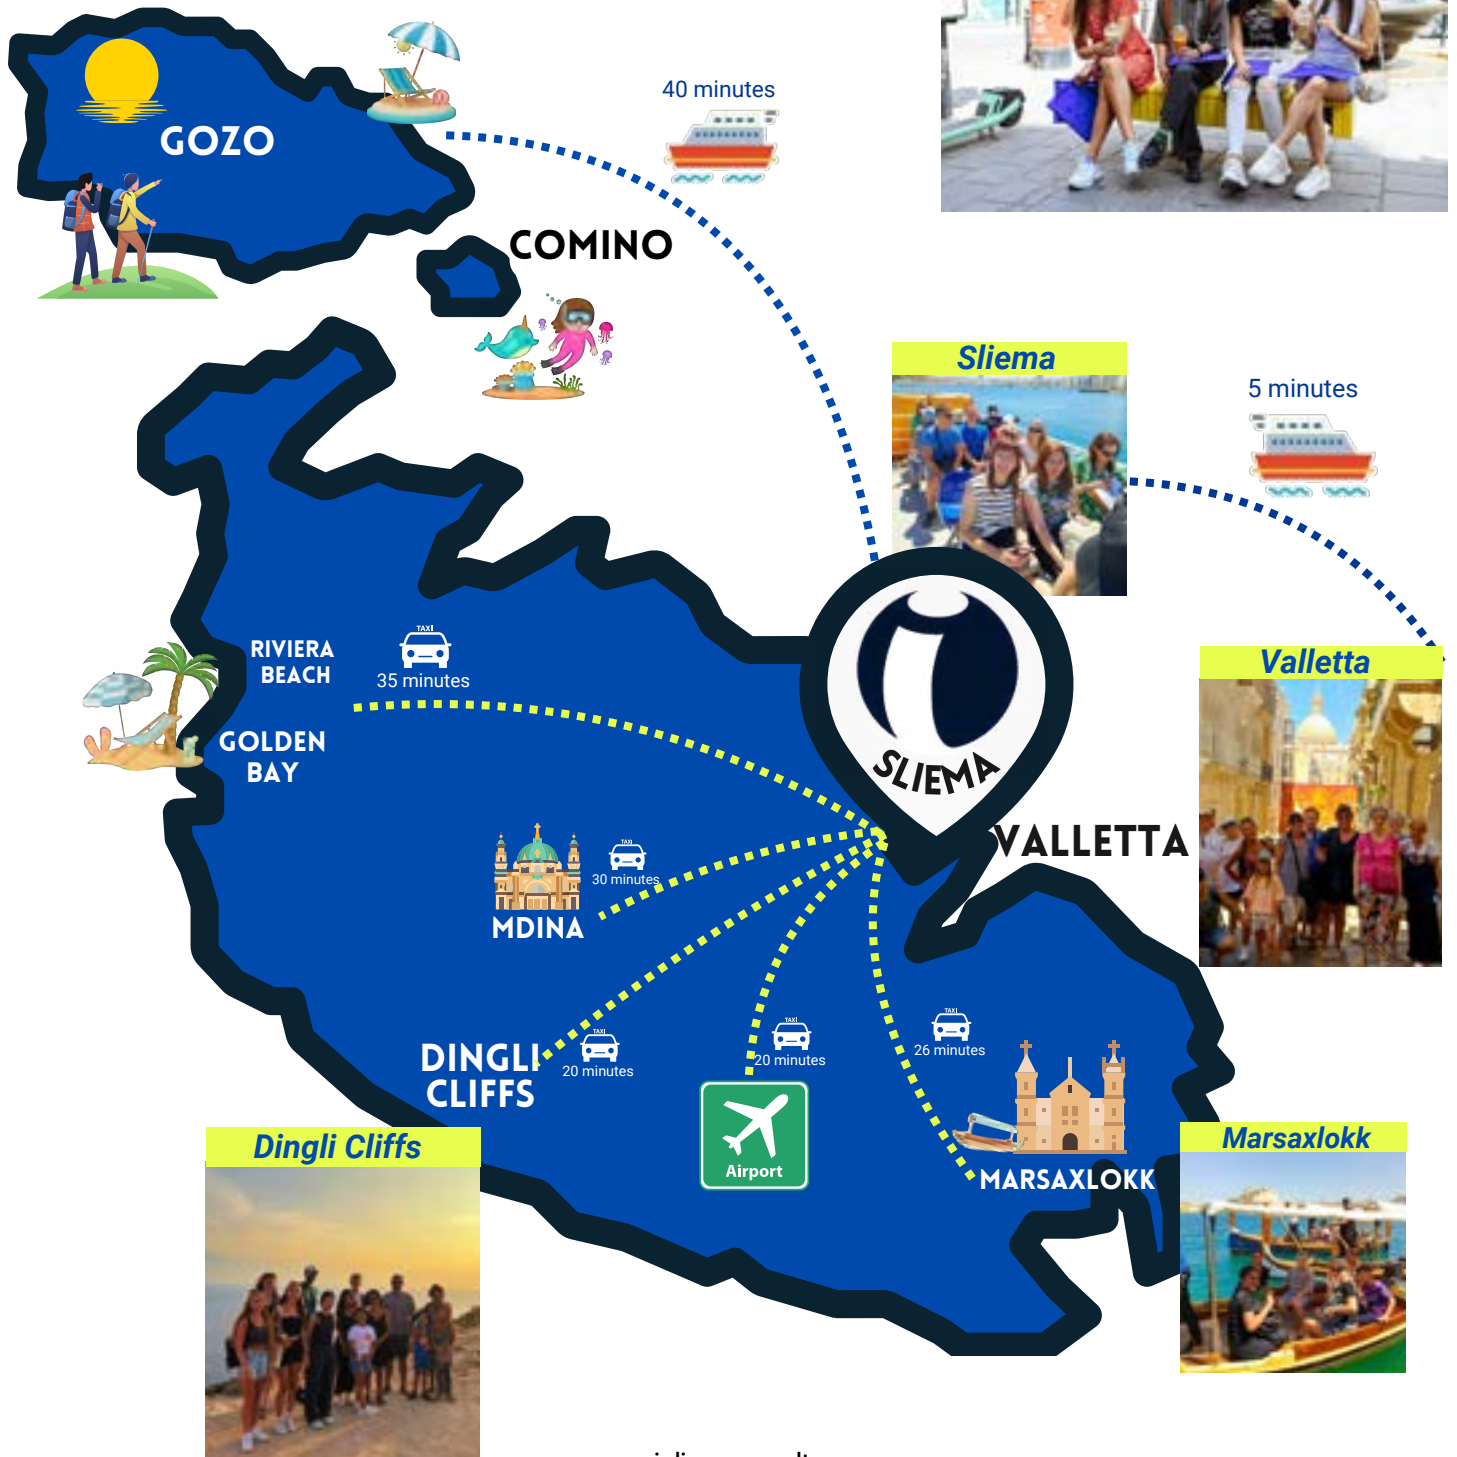 GOZO
40 minutes
COMINO
Sliema
5 minutes
RIVIERA
BEACH
TAXI
35 minutes
GOLDEN
BAY
SLIEMA
Valletta
VALLETTA
TAXI
30 minutes
MDINA
DINGLI
CLIFFS
TAXI
20 minutes
TAXI
20 minutes
TAXI
26 minutes
Airport
MARSAXLOKK
Dingli Cliffs
Marsaxlokk